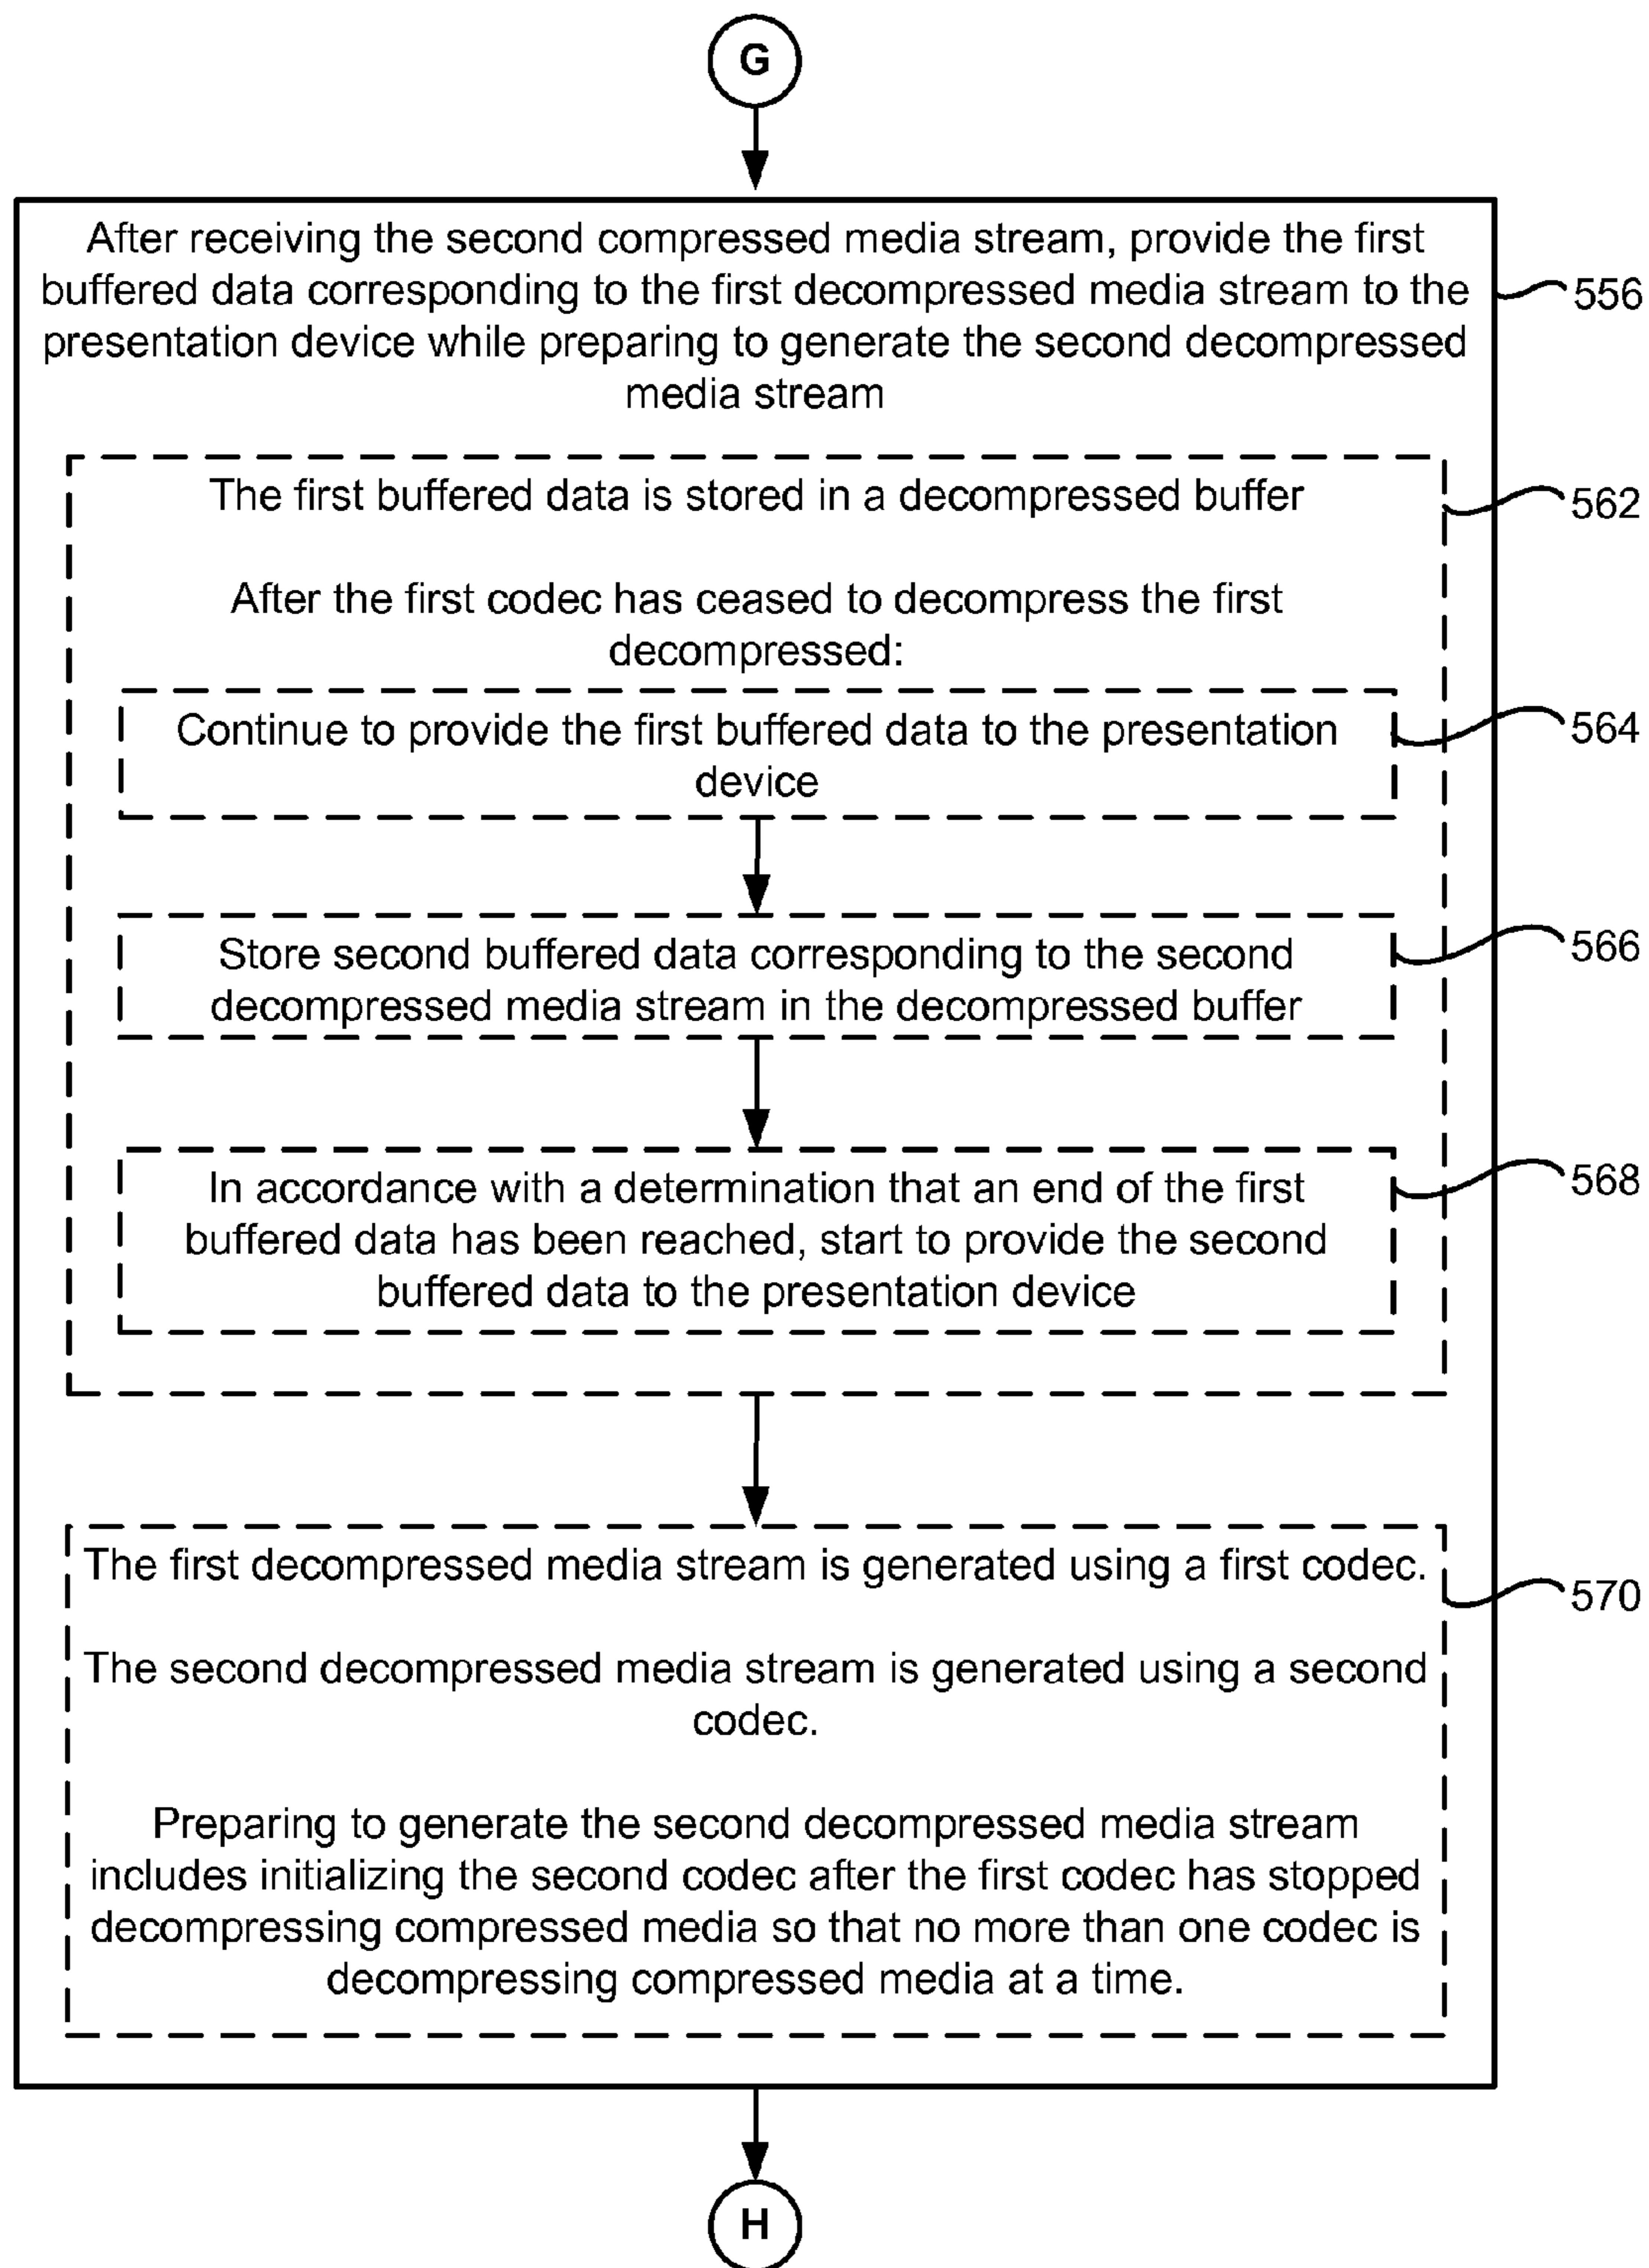 G
After receiving the second compressed media stream, provide the first
buffered data corresponding to the first decompressed media stream to the
presentation device while preparing to generate the second decompressed
media stream
556
The first buffered data is stored in a decompressed buffer
562
After the first codec has ceased to decompress the first
decompressed:
Continue to provide the first buffered data to the presentation
device
564
Store second buffered data corresponding to the second
decompressed media stream in the decompressed buffer
566
In accordance with a determination that an end of the first
buffered data has been reached, start to provide the second
buffered data to the presentation device
568
The first decompressed media stream is generated using a first codec.
570
The second decompressed media stream is generated using a second
codec.
Preparing to generate the second decompressed media stream
includes initializing the second codec after the first codec has stopped
decompressing compressed media so that no more than one codec is
decompressing compressed media at a time.
H